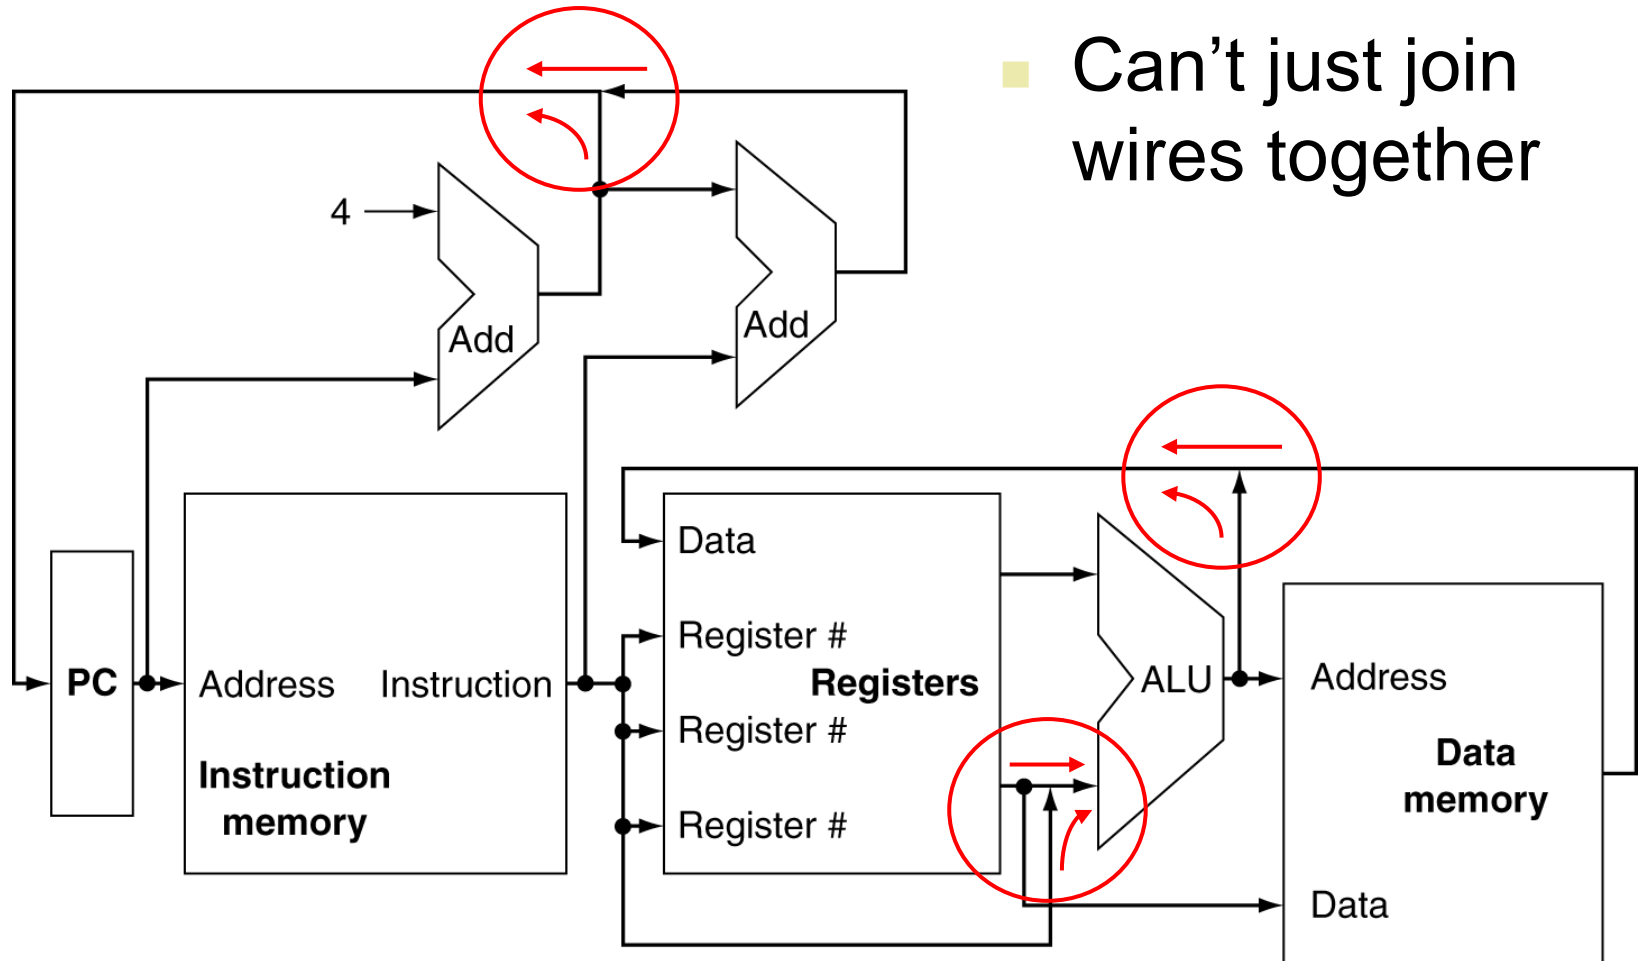 Can't just join
wires together
4
Add
Add
PC
Address
Instruction
Instruction
memory
Data
Register #
Registers
Register #
Register #
ALU
Address
Data
memory
Data